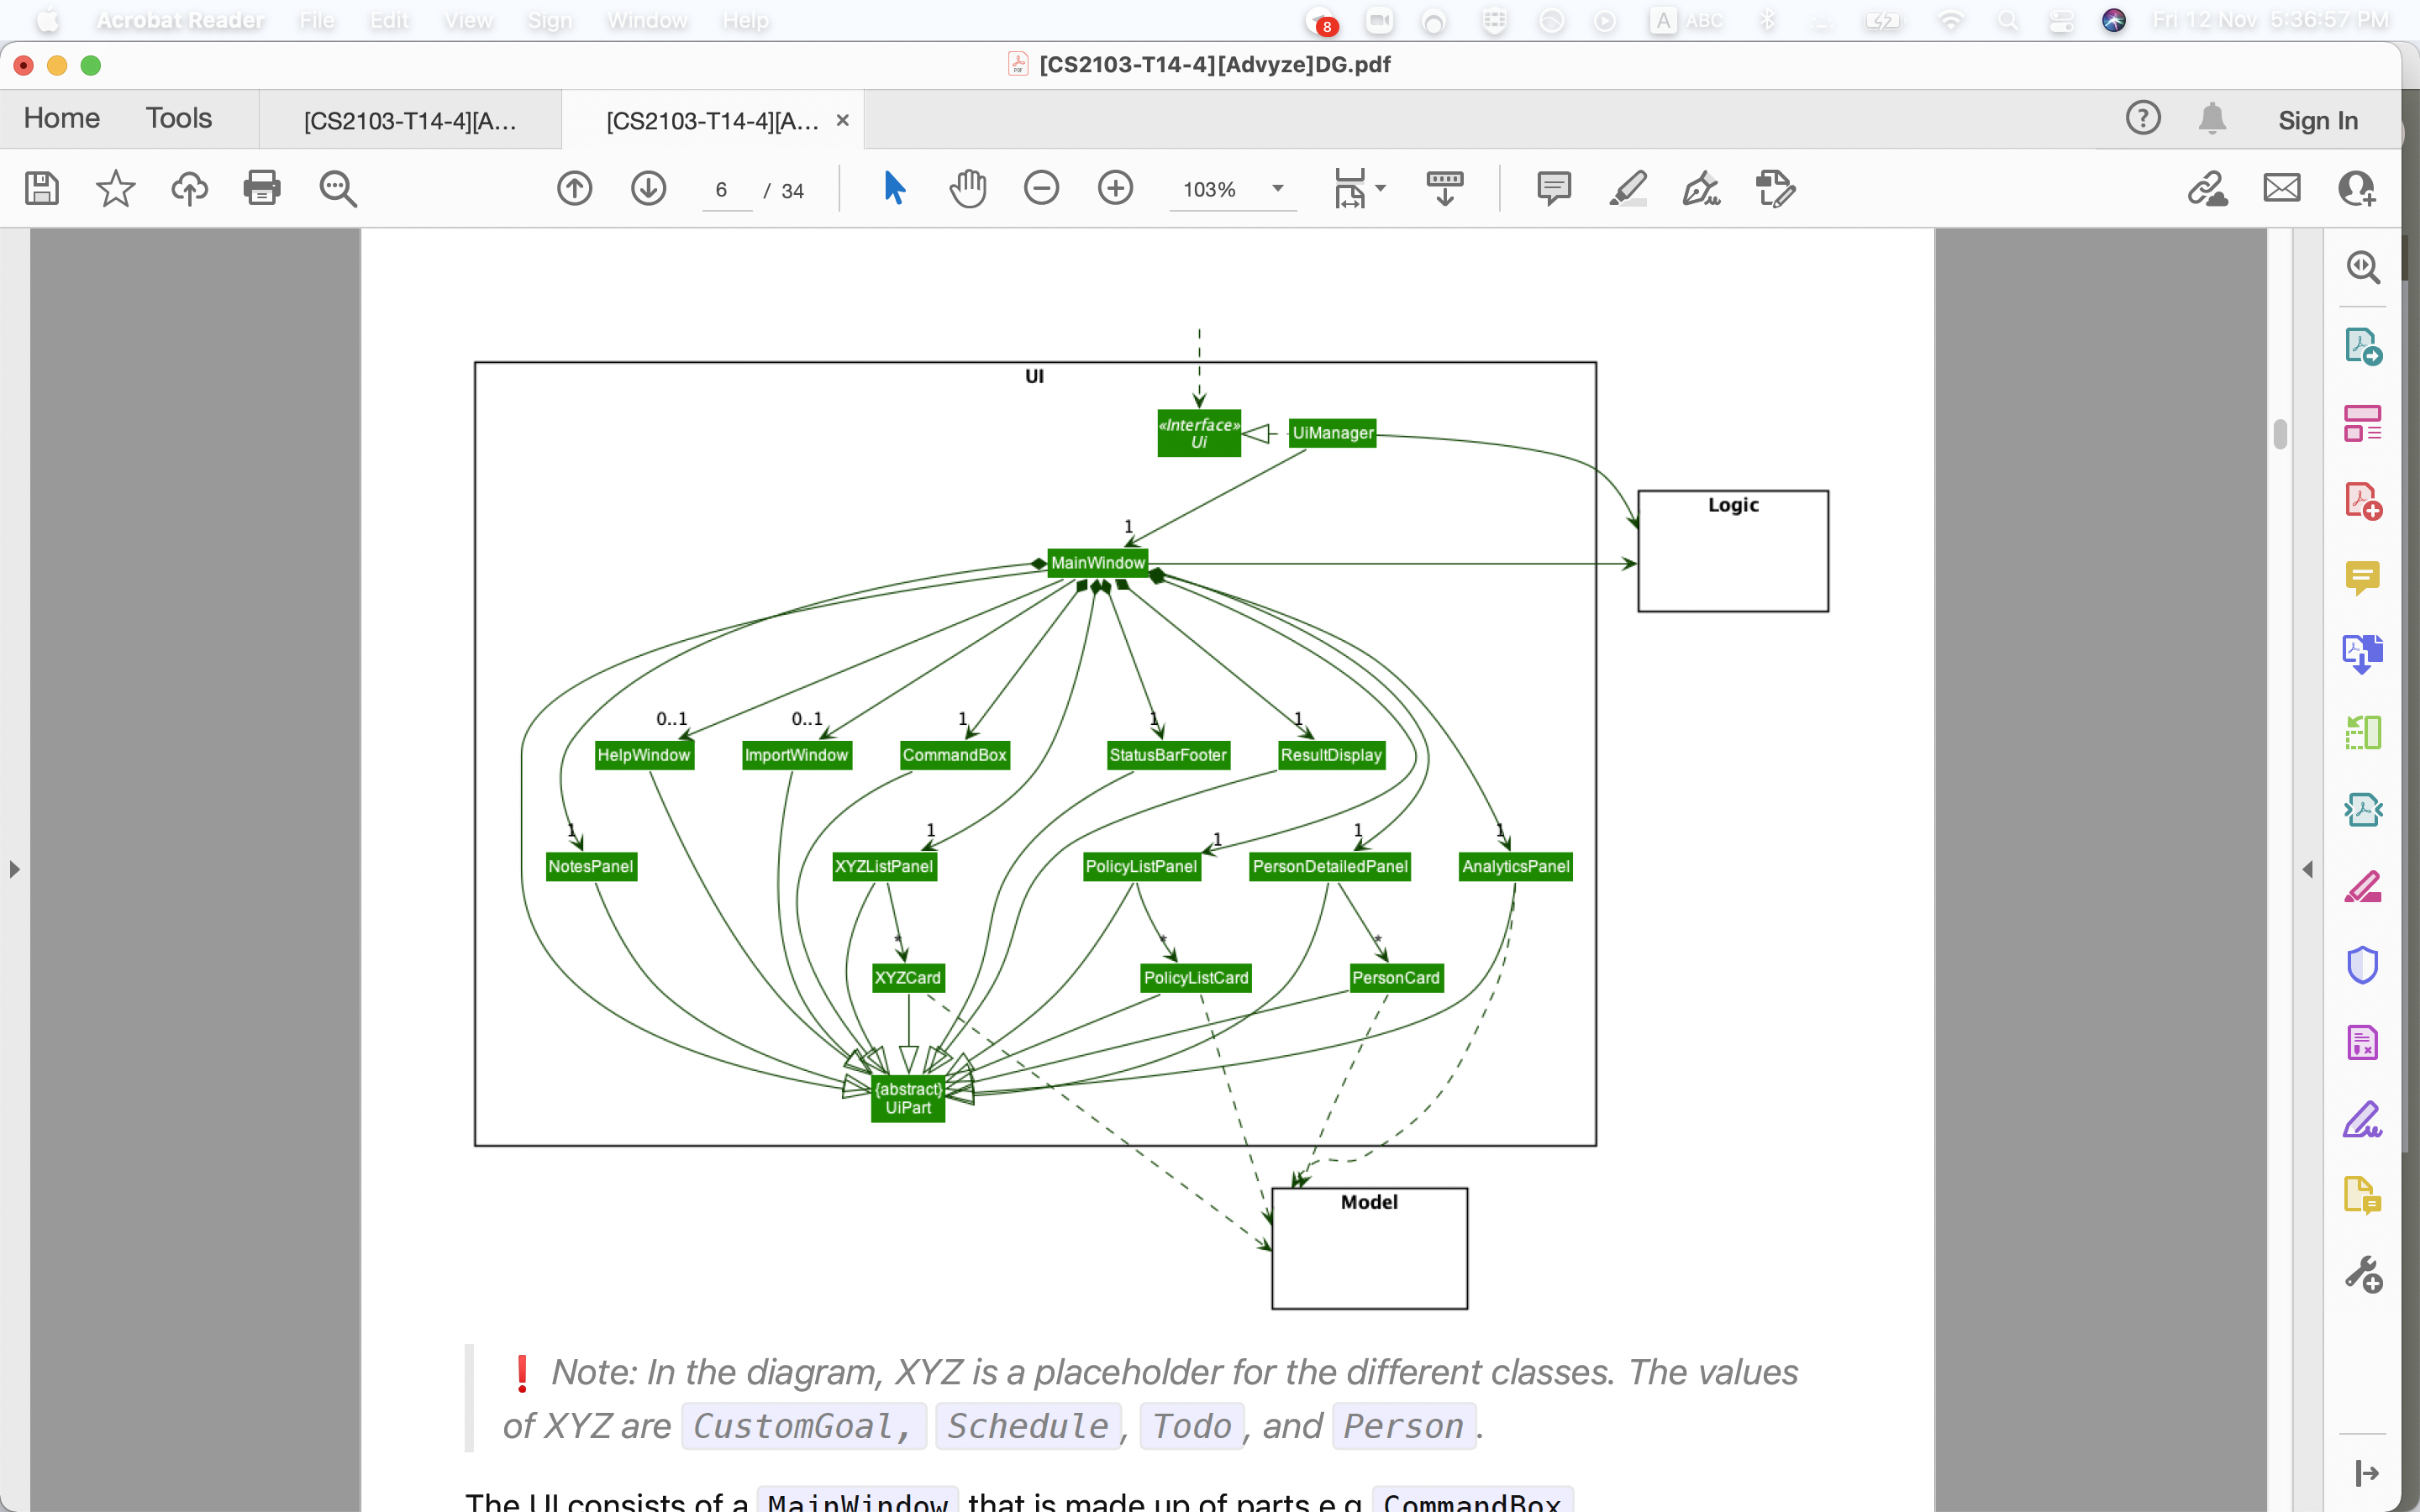 Acrobat Reader File Edit View Sign Window Help 8 A ABC Fri 12 Nov 5:36:57 PM
[CS2103-T14-4][Advyze]DG.pdf
Home Tools [CS2103-T14-4][A... [CS2103-T14-4][A... × ? Sign In
6 / 34 103%
UI
«Interface»
Ui
UiManager
Logic
1
MainWindow
0..1 0..1 1 1 1
HelpWindow ImportWindow CommandBox StatusBarFooter ResultDisplay
1 1 1 1 1
NotesPanel XYZListPanel PolicyListPanel PersonDetailedPanel AnalyticsPanel
* * *
XYZCard PolicyListCard PersonCard
{abstract}
UiPart
Model
❗ Note: In the diagram, XYZ is a placeholder for the different classes. The values
of XYZ are CustomGoal, Schedule, Todo, and Person.
The UI consists of a MainWindow that is made up of parts e.g. CommandBox